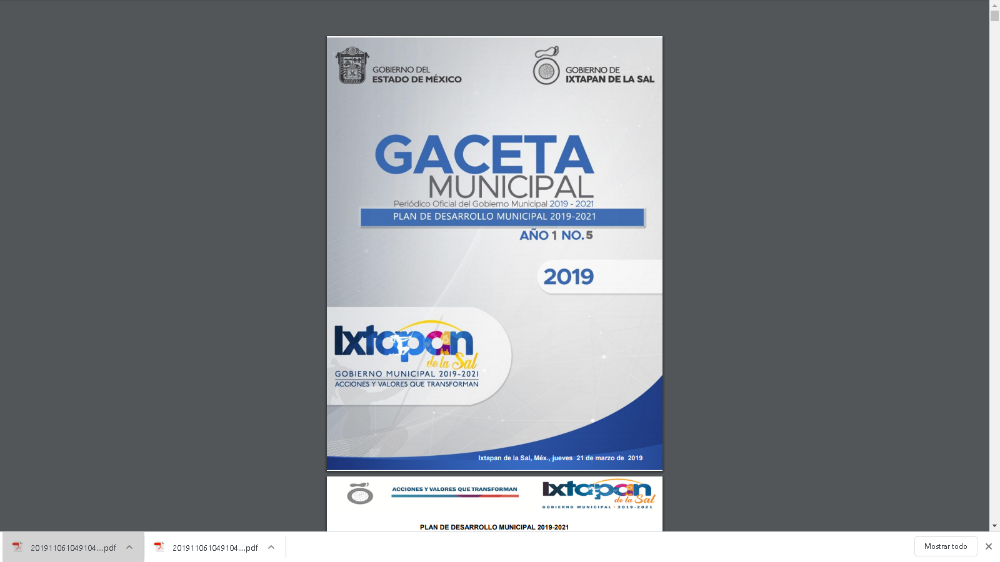 GOBIERNO DEL
ESTADO DE MÉXICO
GOBIERNO DE
IXTAPAN DE LA SAL
GACETA
MUNICIPAL
Periódico Oficial del Gobierno Municipal 2019 - 2021
PLAN DE DESARROLLO MUNICIPAL 2019-2021
AÑO 1 NO. 5
2019
Ixtapan
de la Sal
GOBIERNO MUNICIPAL 2019-2021
ACCIONES Y VALORES QUE TRANSFORMAN
Ixtapan de la Sal, Méx., jueves 21 de marzo de 2019
ACCIONES Y VALORES QUE TRANSFORMAN
Ixtapan
de la Sal
GOBIERNO MUNICIPAL · 2019-2021
PLAN DE DESARROLLO MUNICIPAL 2019-2021
201911061049104....pdf
201911061049104....pdf
Mostrar todo